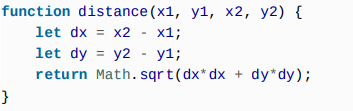 function distance(x1, y1, x2, y2) {
    let dx = x2 - x1;
    let dy = y2 - y1;
    return Math.sqrt(dx*dx + dy*dy);
}